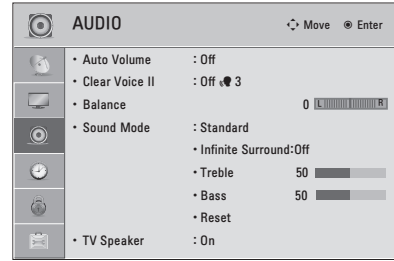 AUDIO Move Enter
• Auto Volume : Off
• Clear Voice II : Off 3
• Balance 0 L R
• Sound Mode : Standard
• Infinite Surround:Off
• Treble 50
• Bass 50
• Reset
• TV Speaker : On